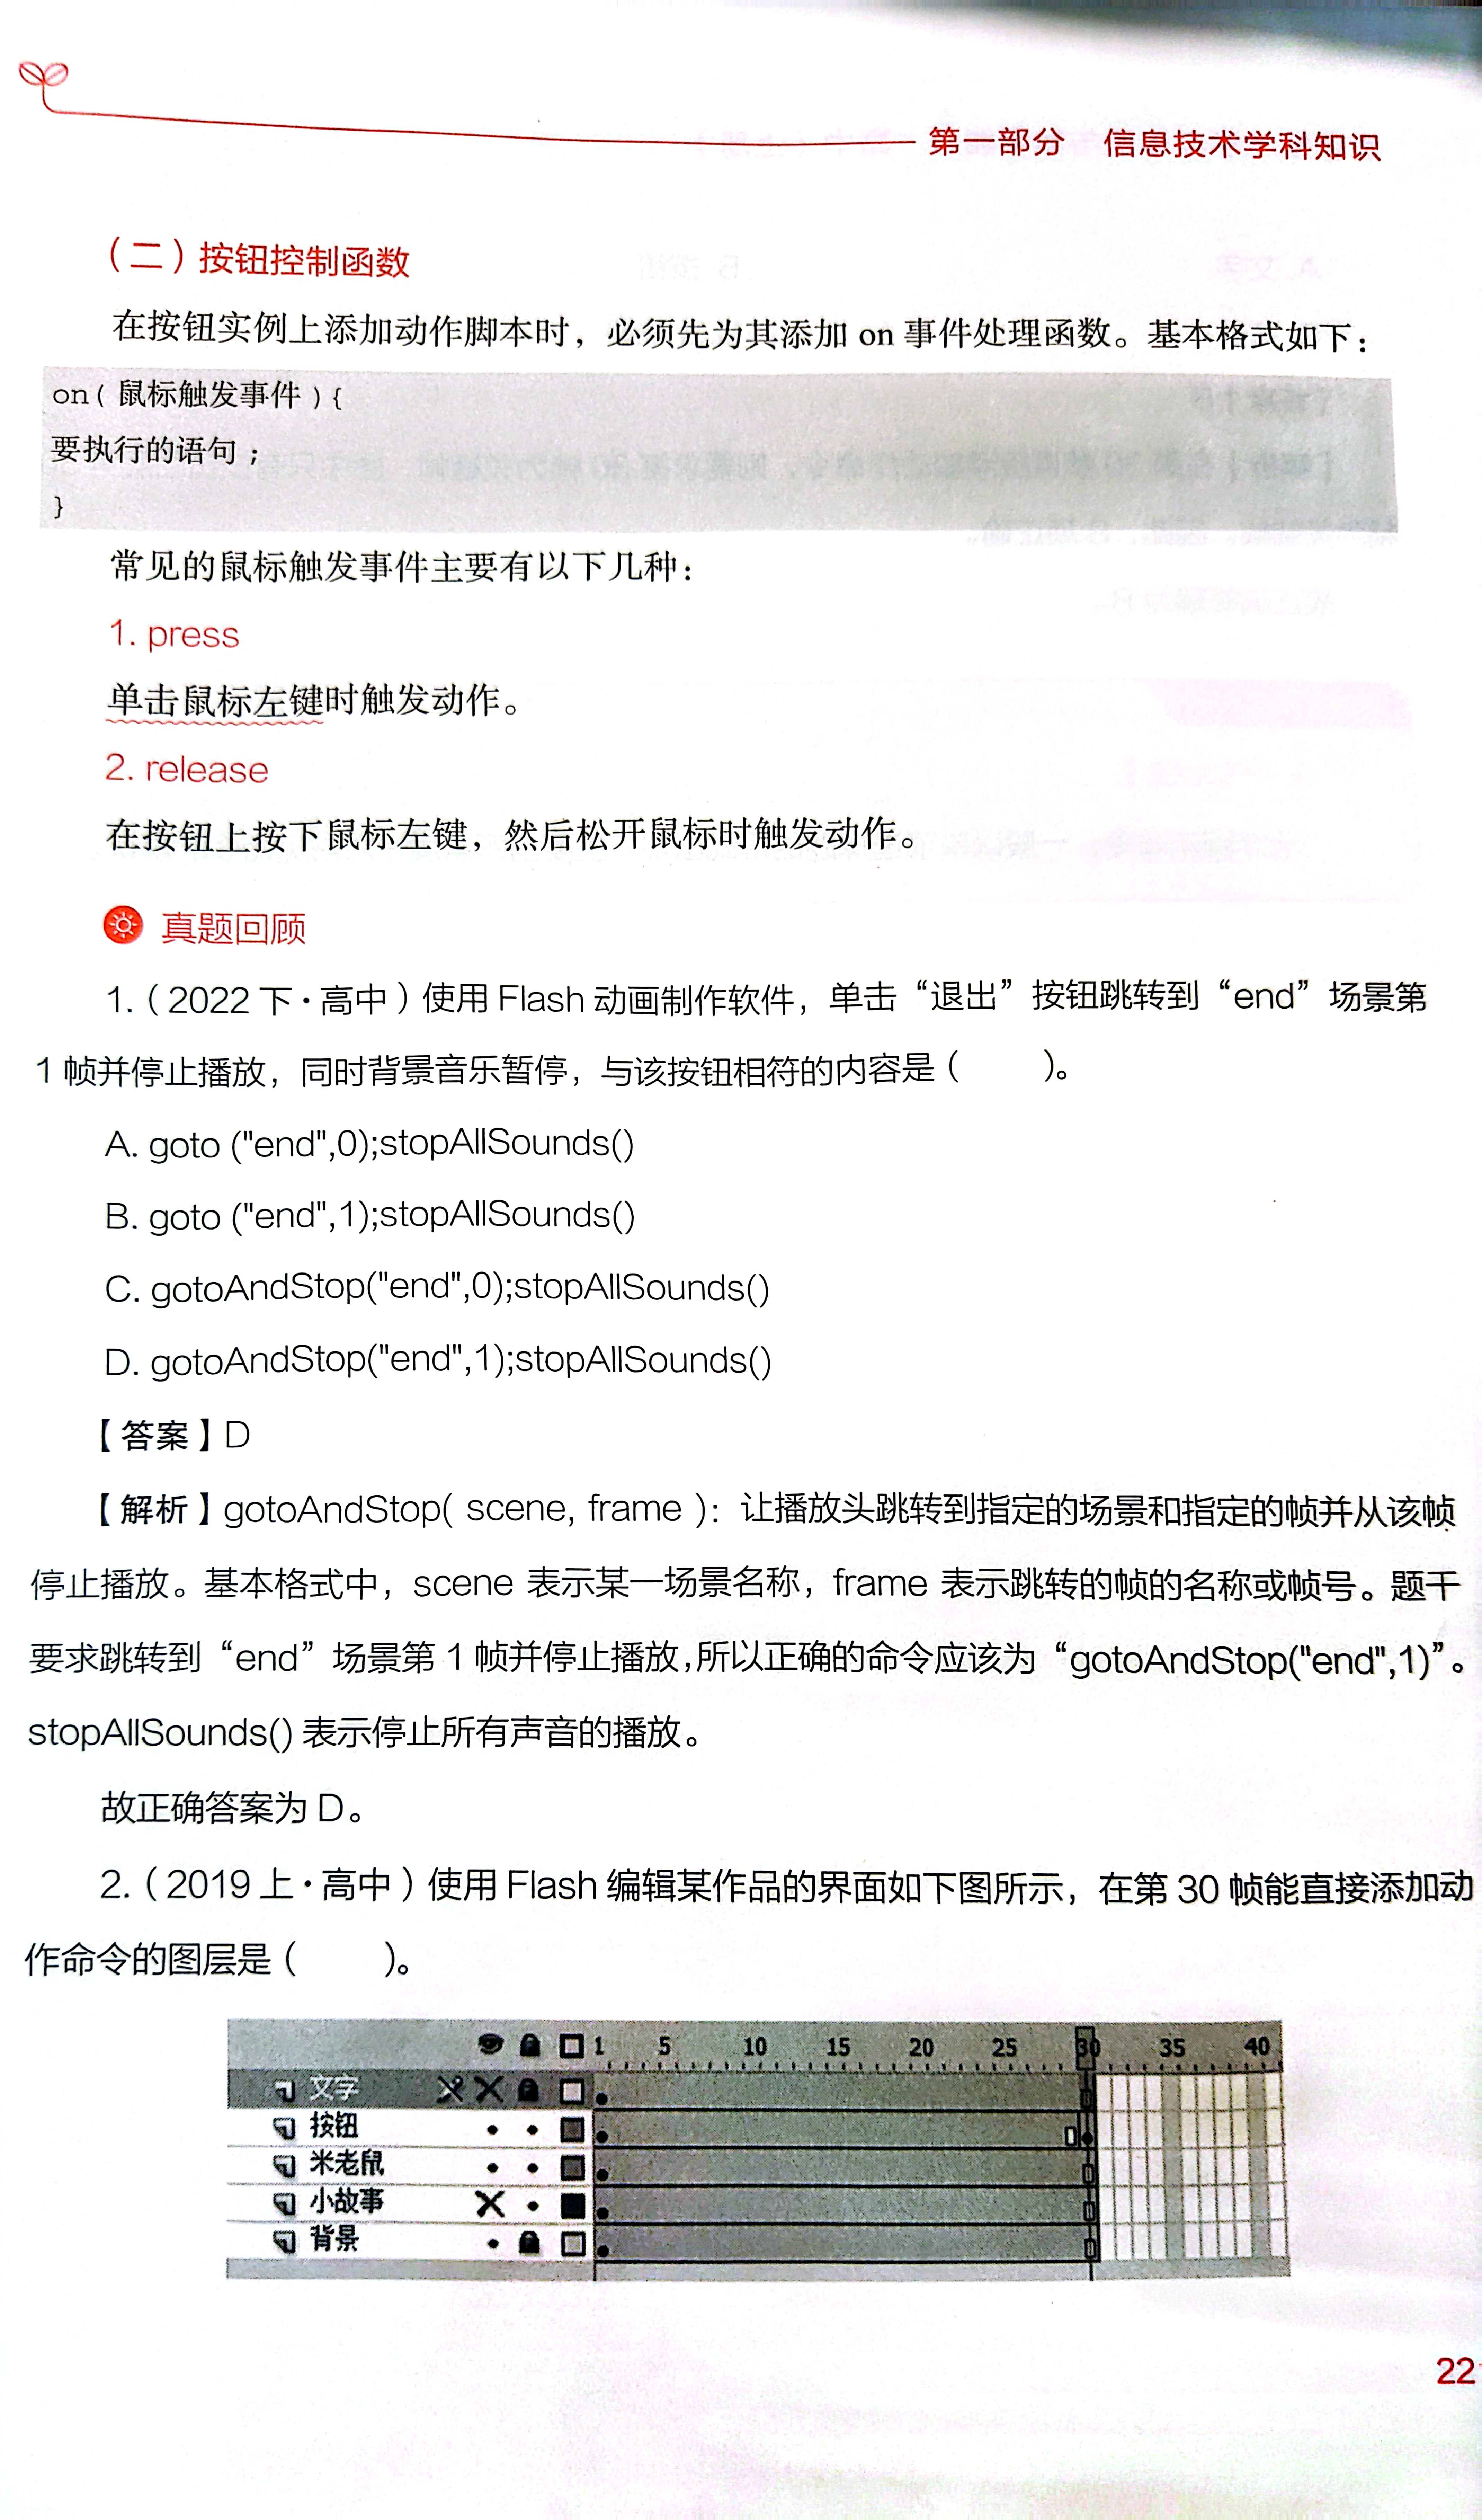 第一部分 信息技术学科知识
（二）按钮控制函数
在按钮实例上添加动作脚本时，必须先为其添加 on 事件处理函数。基本格式如下：
on( 鼠标触发事件 ){
要执行的语句 ;
}
常见的鼠标触发事件主要有以下几种：
1. press
单击鼠标左键时触发动作。
2. release
在按钮上按下鼠标左键，然后松开鼠标时触发动作。
真题回顾
1.（2022 下·高中）使用 Flash 动画制作软件，单击“退出”按钮跳转到“end”场景第
1 帧并停止播放，同时背景音乐暂停，与该按钮相符的内容是（ ）。
A. goto ("end",0);stopAllSounds()
B. goto ("end",1);stopAllSounds()
C. gotoAndStop("end",0);stopAllSounds()
D. gotoAndStop("end",1);stopAllSounds()
【答案】D
【解析】gotoAndStop( scene, frame )：让播放头跳转到指定的场景和指定的帧并从该帧
停止播放。基本格式中，scene 表示某一场景名称，frame 表示跳转的帧的名称或帧号。题干
要求跳转到“end”场景第 1 帧并停止播放，所以正确的命令应该为“gotoAndStop("end",1)”。
stopAllSounds() 表示停止所有声音的播放。
故正确答案为 D。
2.（2019 上·高中）使用 Flash 编辑某作品的界面如下图所示，在第 30 帧能直接添加动
作命令的图层是（ ）。
1 5 10 15 20 25 30 35 40
文字
按钮
米老鼠
小故事
背景
22